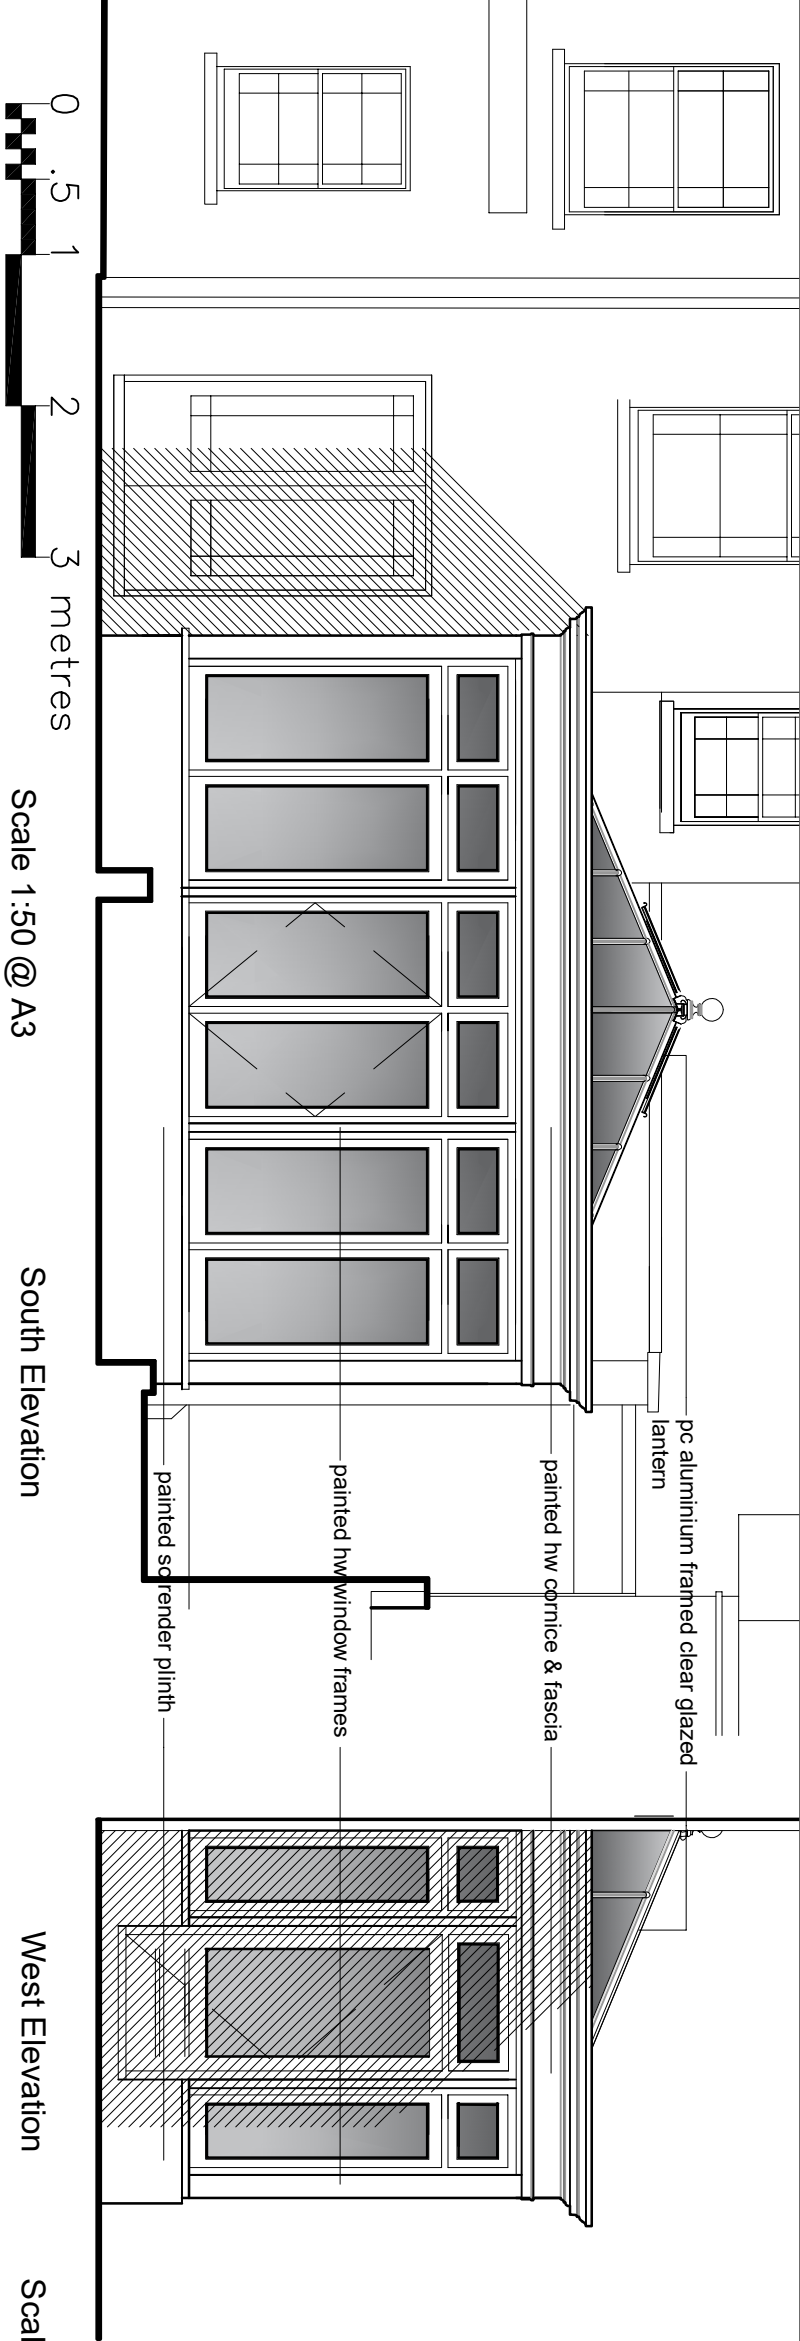 pc aluminium framed clear glazed
lantern
painted hw cornice & fascia
painted hw window frames
painted s
render plinth
0 .5 1 2 3 metres
Scale 1:50 @ A3
South Elevation
West Elevation
Scal